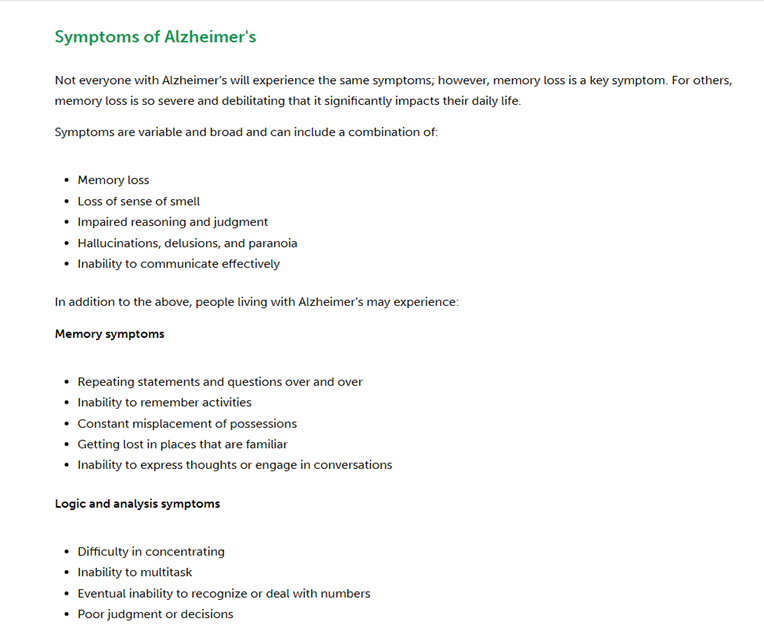 Symptoms of Alzheimer's
Not everyone with Alzheimer’s will experience the same symptoms; however, memory loss is a key symptom. For others,
memory loss is so severe and debilitating that it significantly impacts their daily life.
Symptoms are variable and broad and can include a combination of:
• Memory loss
• Loss of sense of smell
• Impaired reasoning and judgment
• Hallucinations, delusions, and paranoia
• Inability to communicate effectively
In addition to the above, people living with Alzheimer’s may experience:
Memory symptoms
• Repeating statements and questions over and over
• Inability to remember activities
• Constant misplacement of possessions
• Getting lost in places that are familiar
• Inability to express thoughts or engage in conversations
Logic and analysis symptoms
• Difficulty in concentrating
• Inability to multitask
• Eventual inability to recognize or deal with numbers
• Poor judgment or decisions